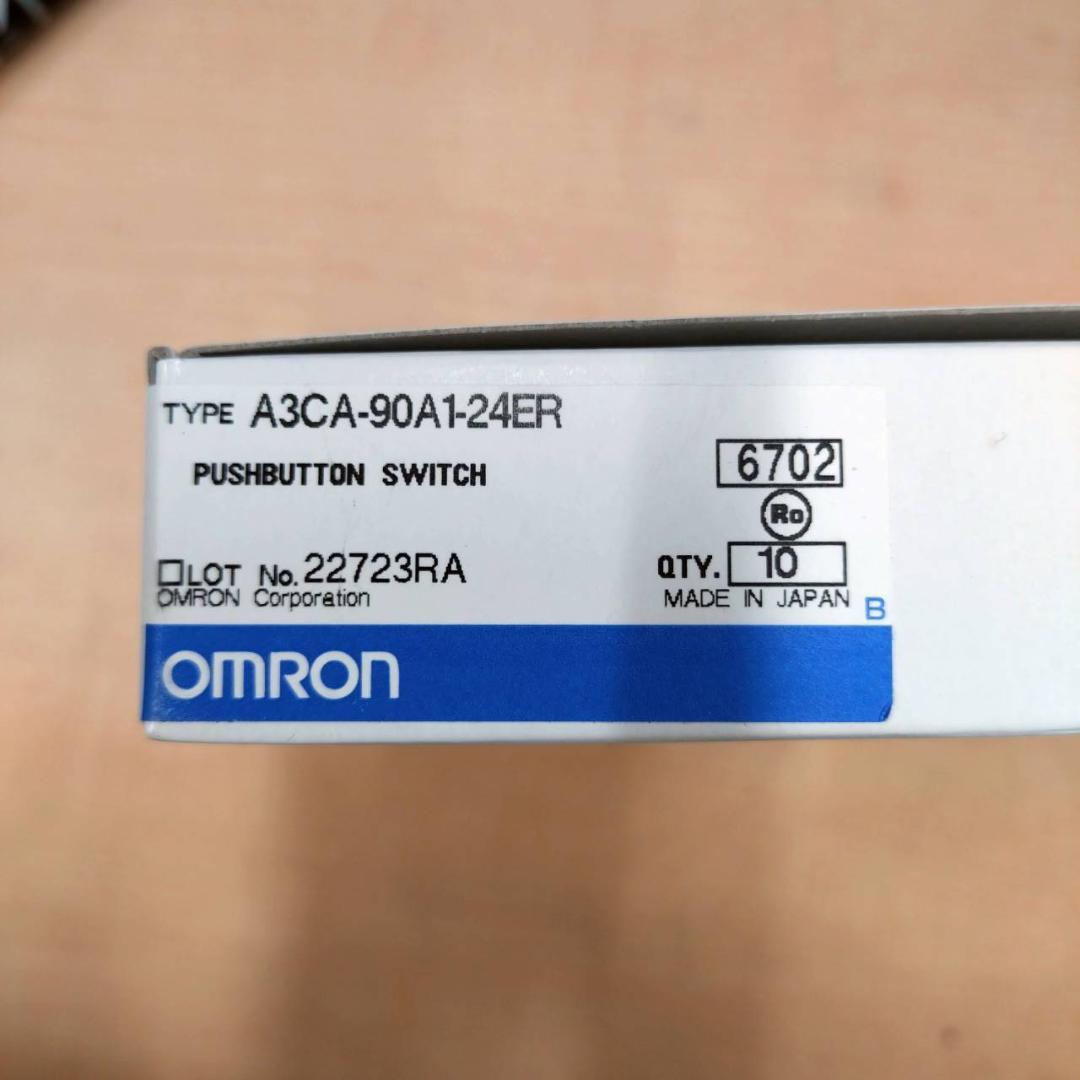 TYPE A3CA-90A1-24ER
PUSHBUTTON SWITCH
6702
Ro
LOT No. 22723RA
QTY. 10
OMRON Corporation
MADE IN JAPAN B
OMRON